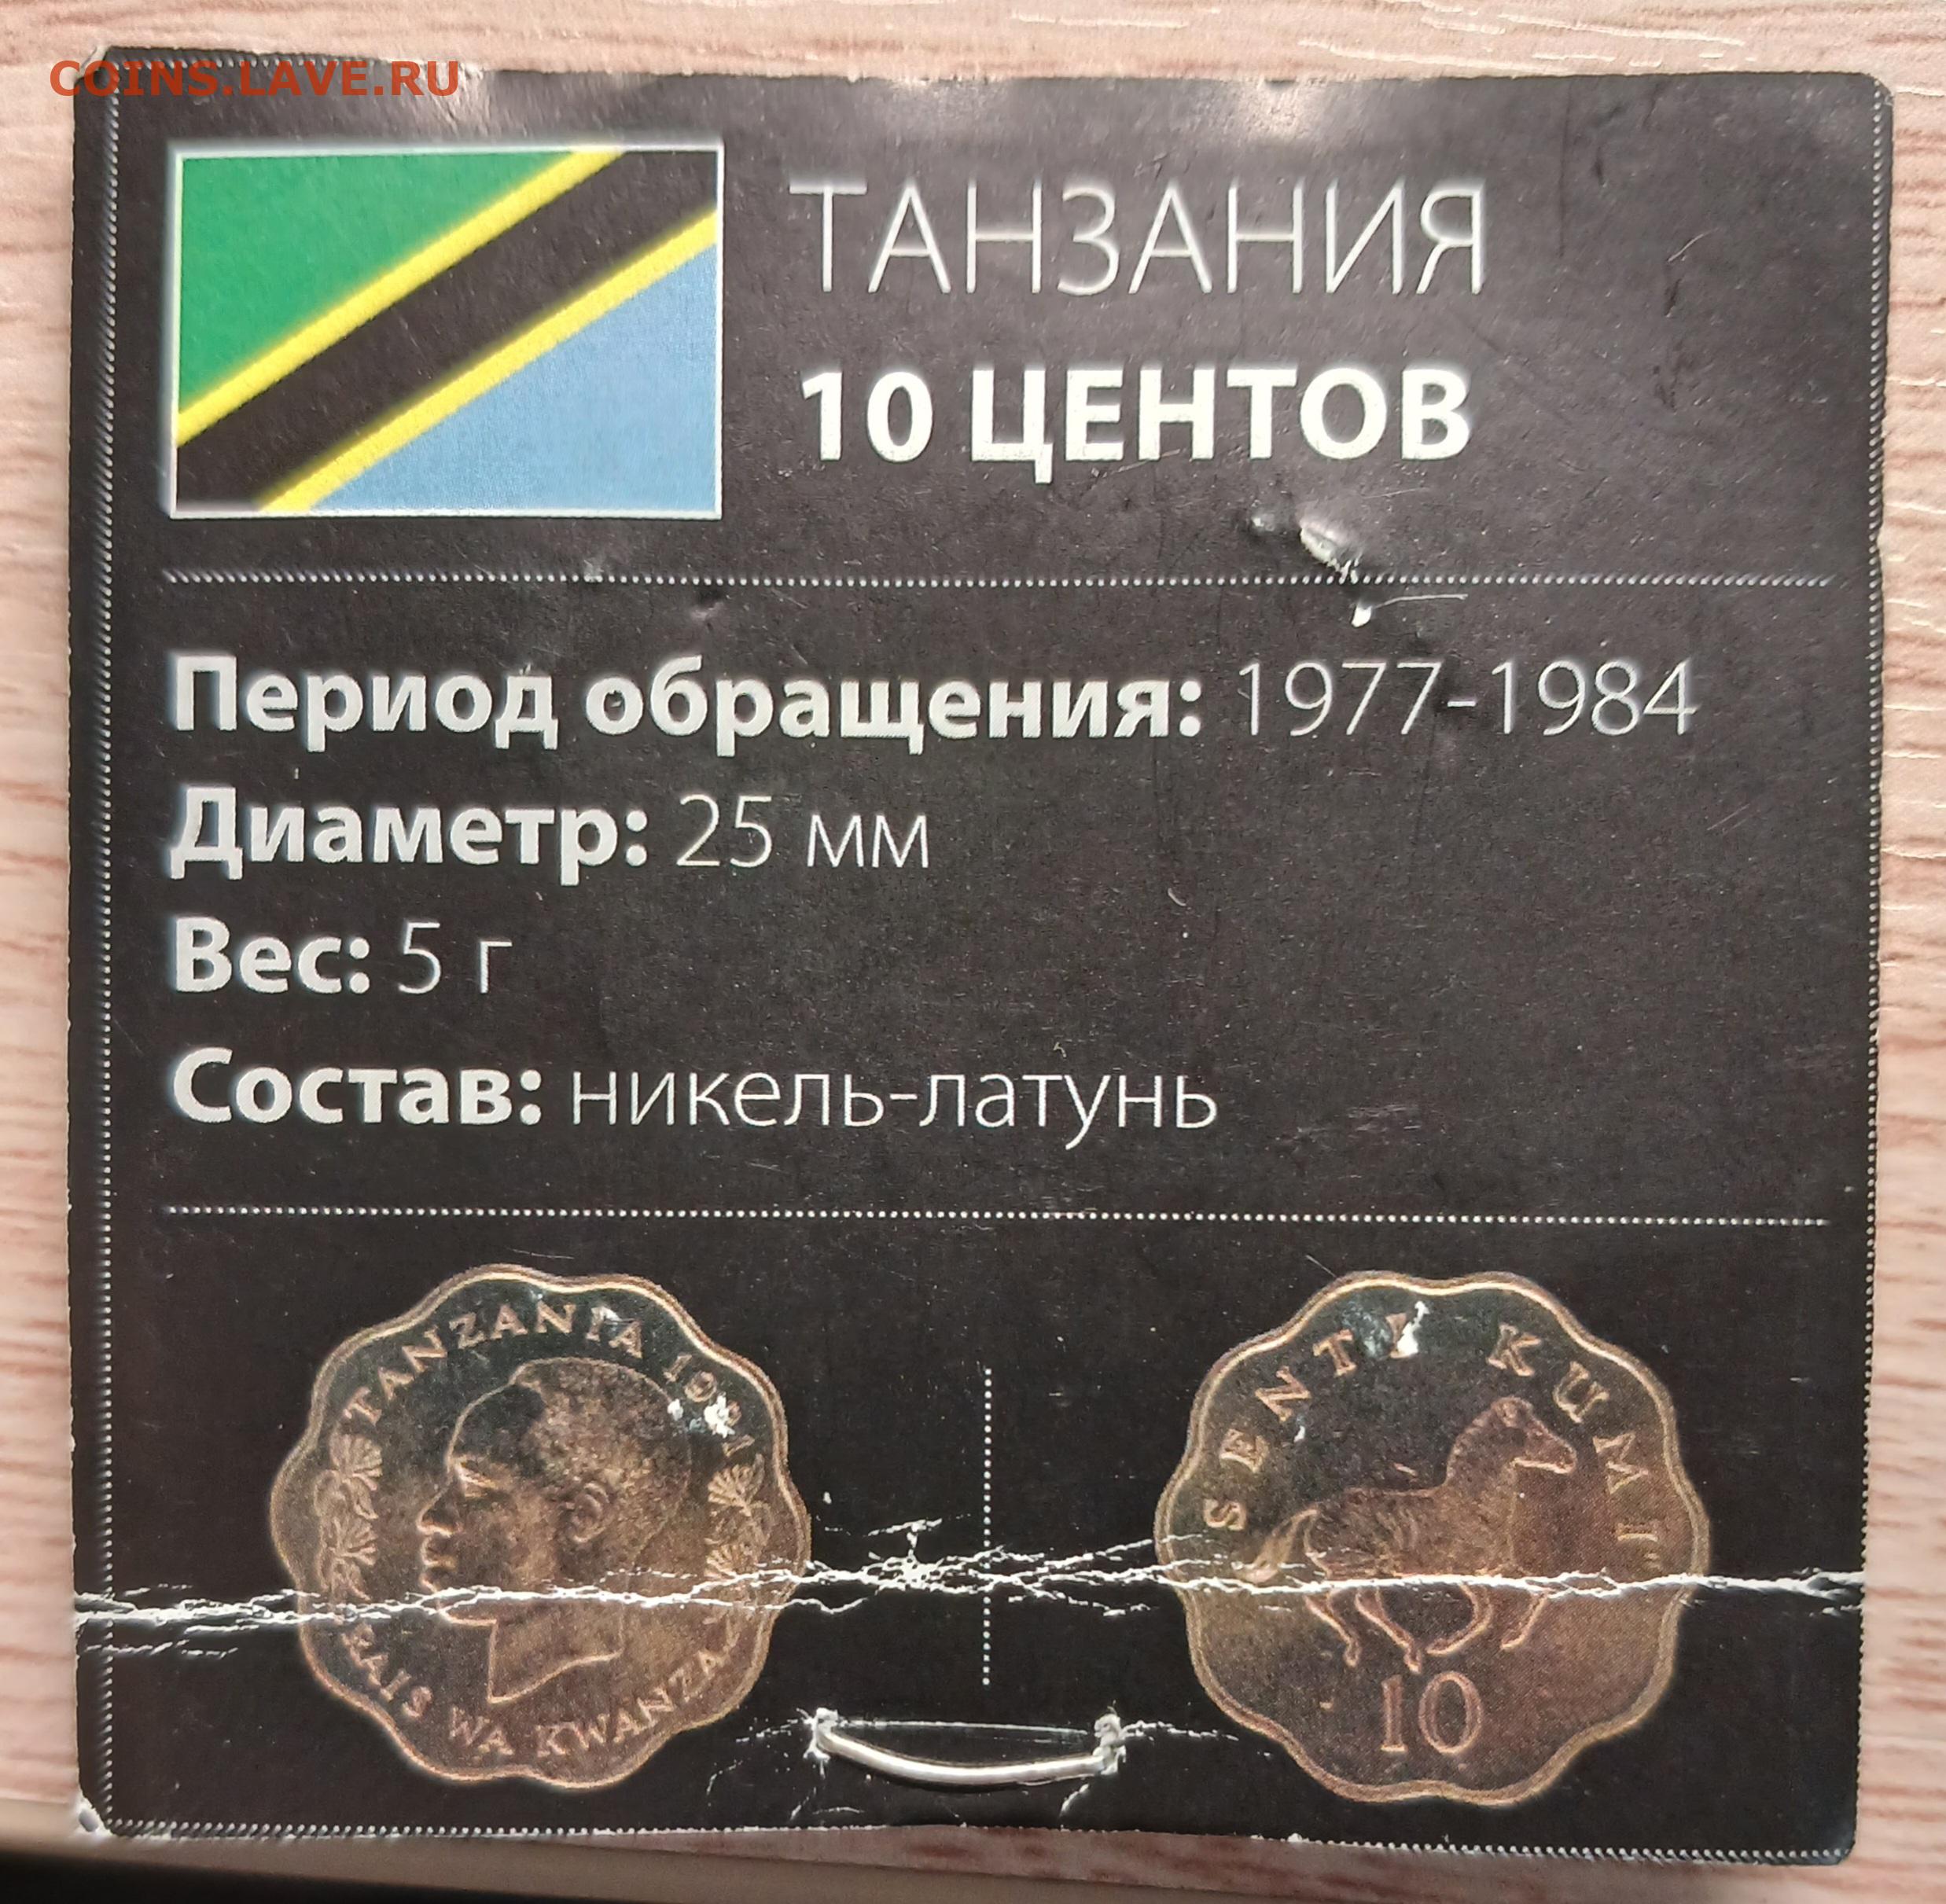 COINS.LAVE.RU
ТАНЗАНИЯ
10 ЦЕНТОВ
Период обращения: 1977-1984
Диаметр: 25 мм
Вес: 5 г
Состав: никель-латунь
TANZANIA
RAIS WA KWANZA
SENTI KUMI
10